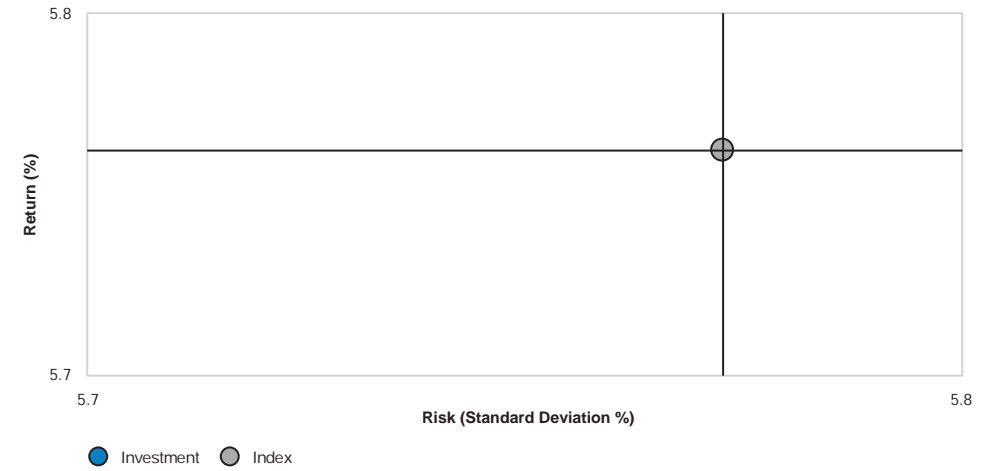 5.8
Return (%)
5.7
5.7
5.8
Risk (Standard Deviation %)
Investment Index